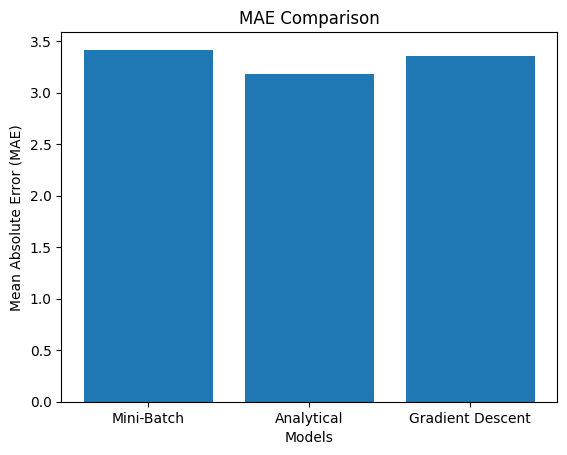 MAE Comparison
Mean Absolute Error (MAE)
3.5
3.0
2.5
2.0
1.5
1.0
0.5
0.0
Mini-Batch Analytical Gradient Descent
Models